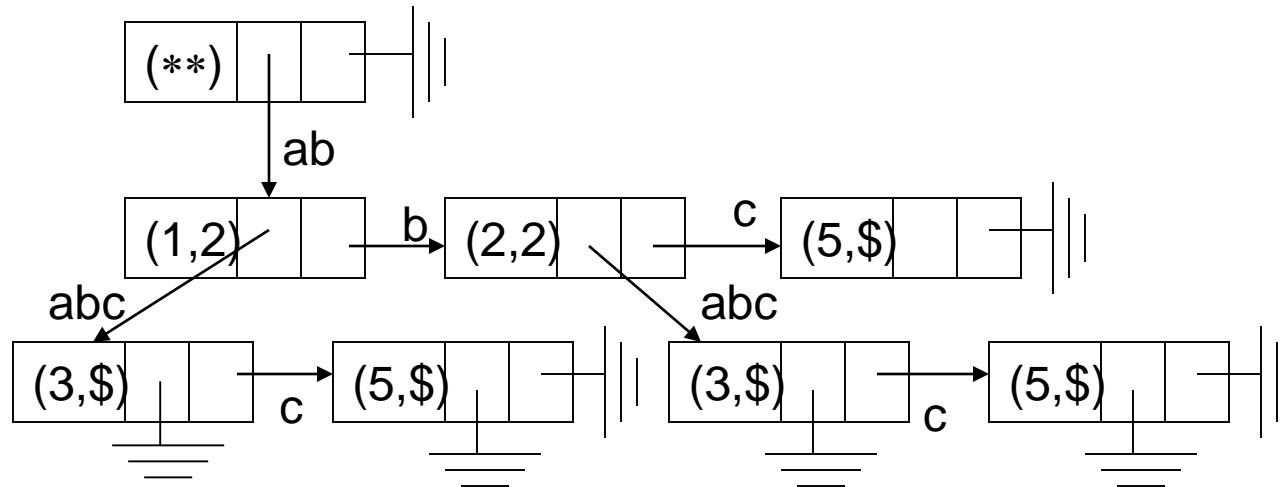 (**)
ab
(1,2) b (2,2) c (5,$)
abc abc
(3,$) c (5,$) (3,$) c (5,$)